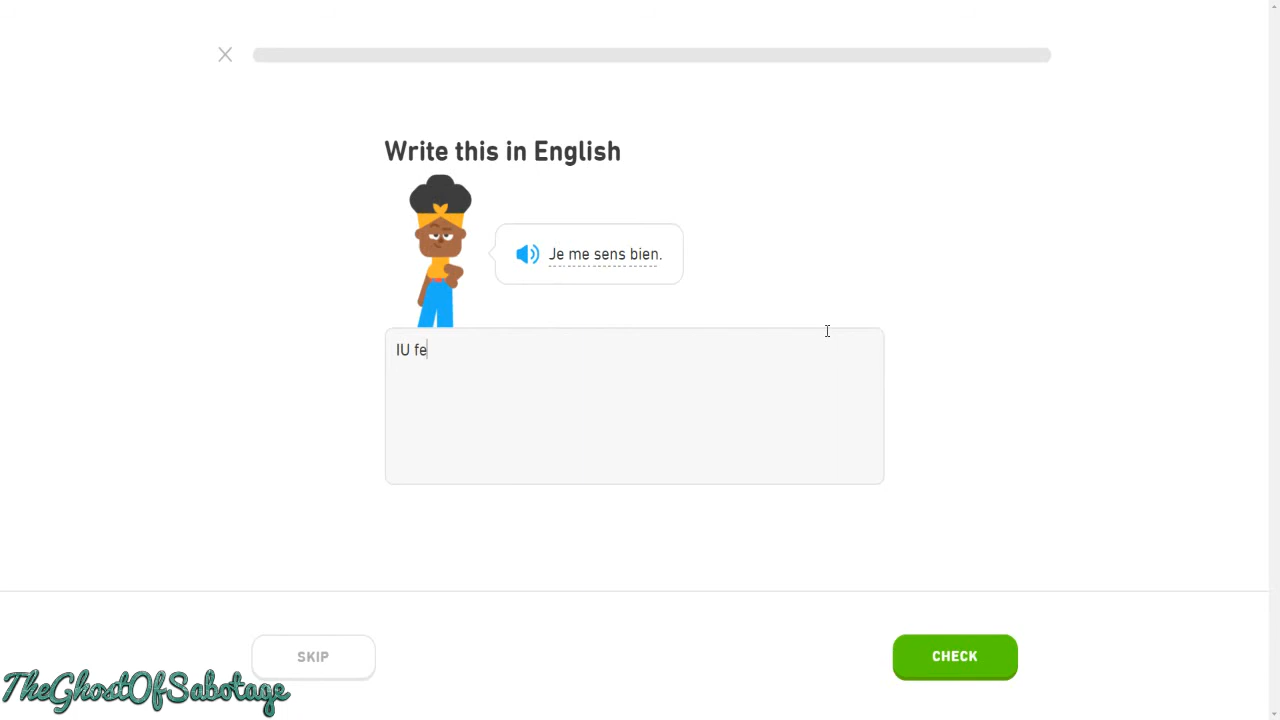 Write this in English
Je me sens bien.
IU fe
SKIP
CHECK
TheGhostOfSabotage